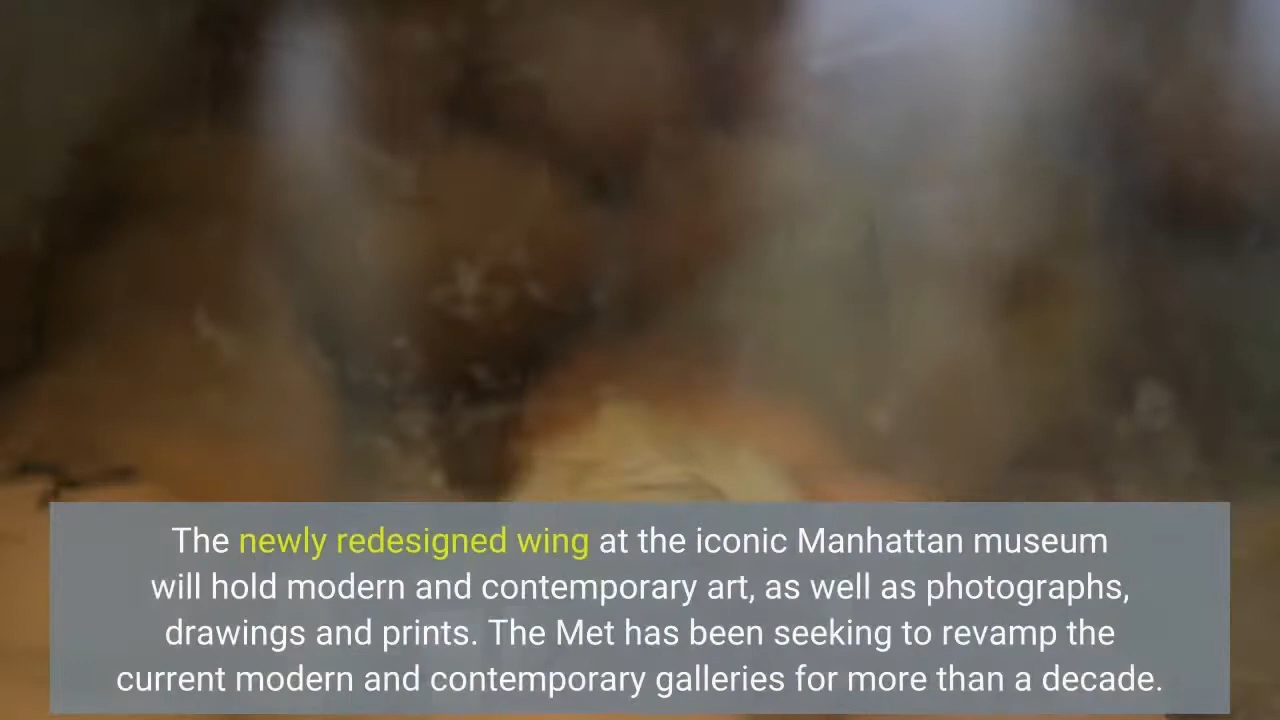 The newly redesigned wing at the iconic Manhattan museum
will hold modern and contemporary art, as well as photographs,
drawings and prints. The Met has been seeking to revamp the
current modern and contemporary galleries for more than a decade.